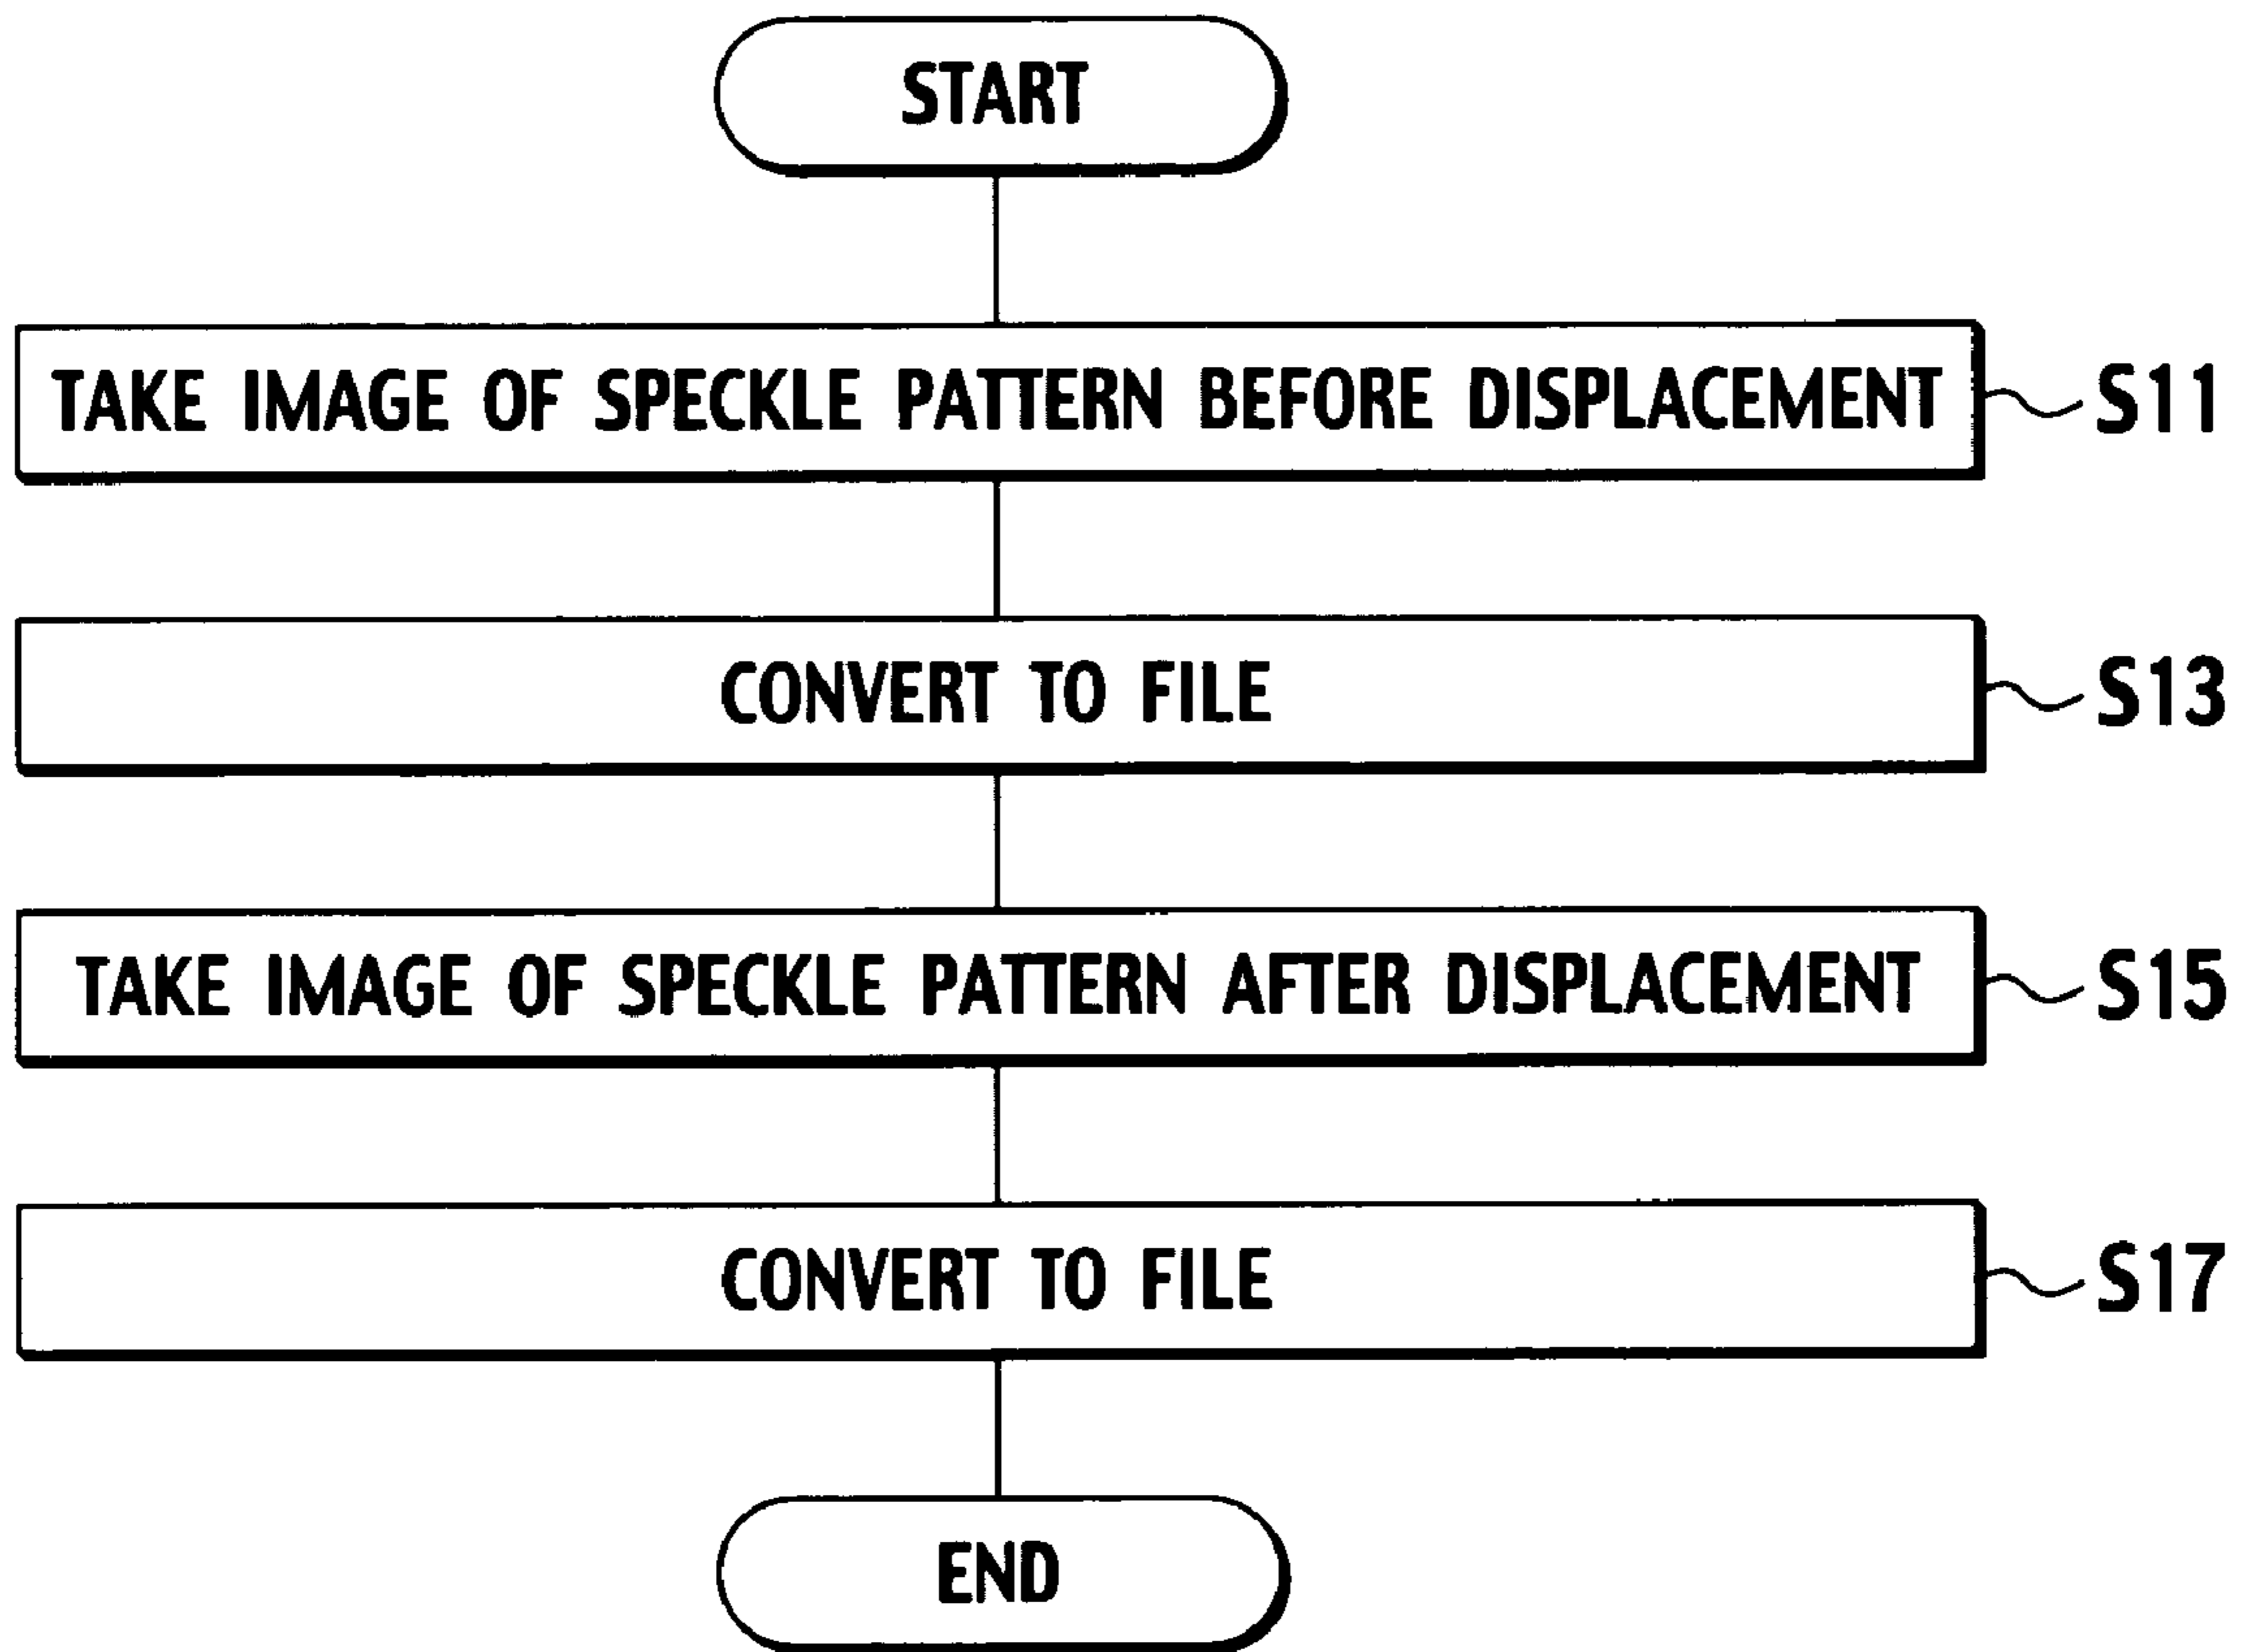 START
TAKE IMAGE OF SPECKLE PATTERN BEFORE DISPLACEMENT S11
CONVERT TO FILE S13
TAKE IMAGE OF SPECKLE PATTERN AFTER DISPLACEMENT S15
CONVERT TO FILE S17
END